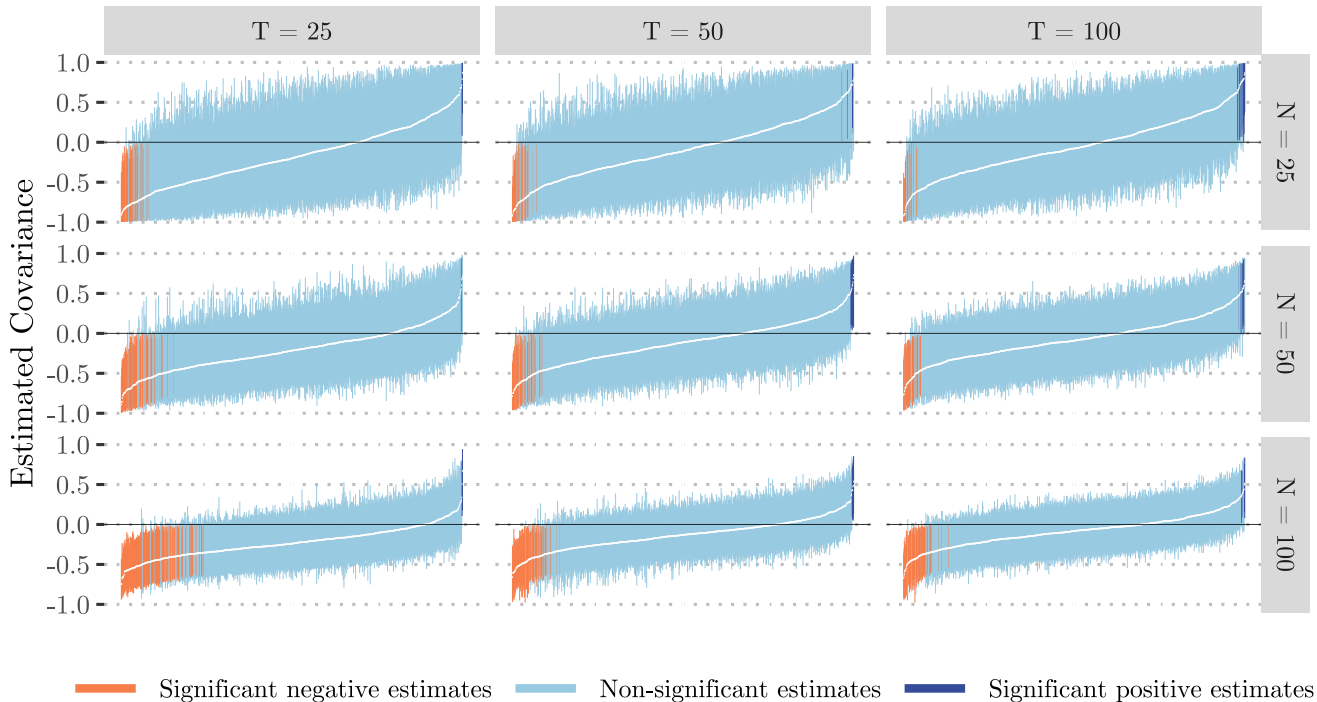 T = 25
T = 50
T = 100
Estimated Covariance
1.0
0.5
0.0
-0.5
-1.0
N = 25
1.0
0.5
0.0
-0.5
-1.0
N = 50
1.0
0.5
0.0
-0.5
-1.0
N = 100
Significant negative estimates
Non-significant estimates
Significant positive estimates